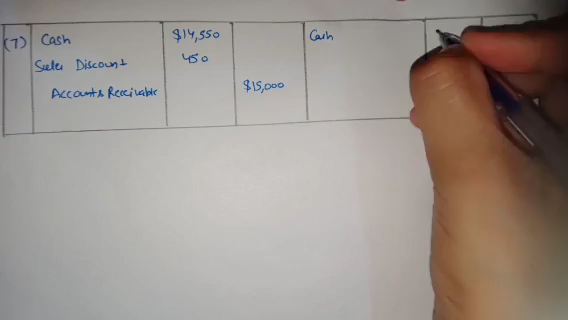 (7) Cash $14,550 Cash
Sales Discount 450
Accounts Receivable $15,000